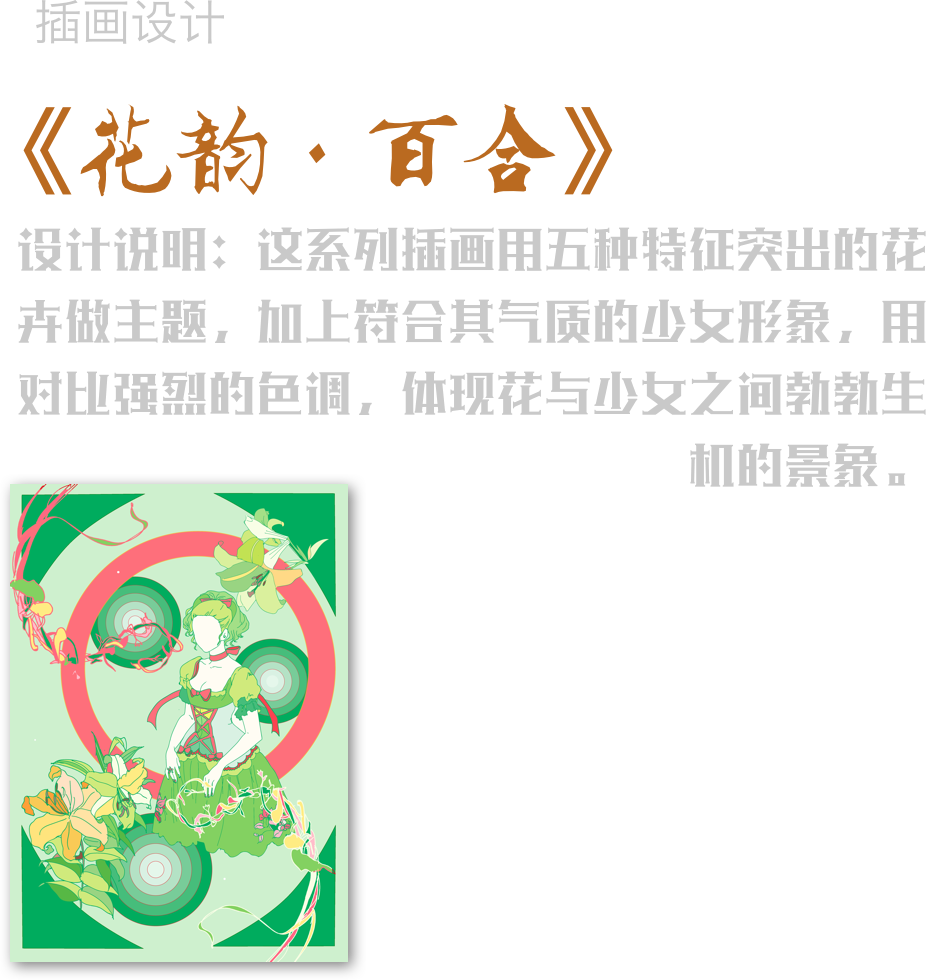 插画设计
《花韵·百合》
设计说明：这系列插画用五种特征突出的花
卉做主题，加上符合其气质的少女形象，用
对比强烈的色调，体现花与少女之间勃勃生
机的景象。